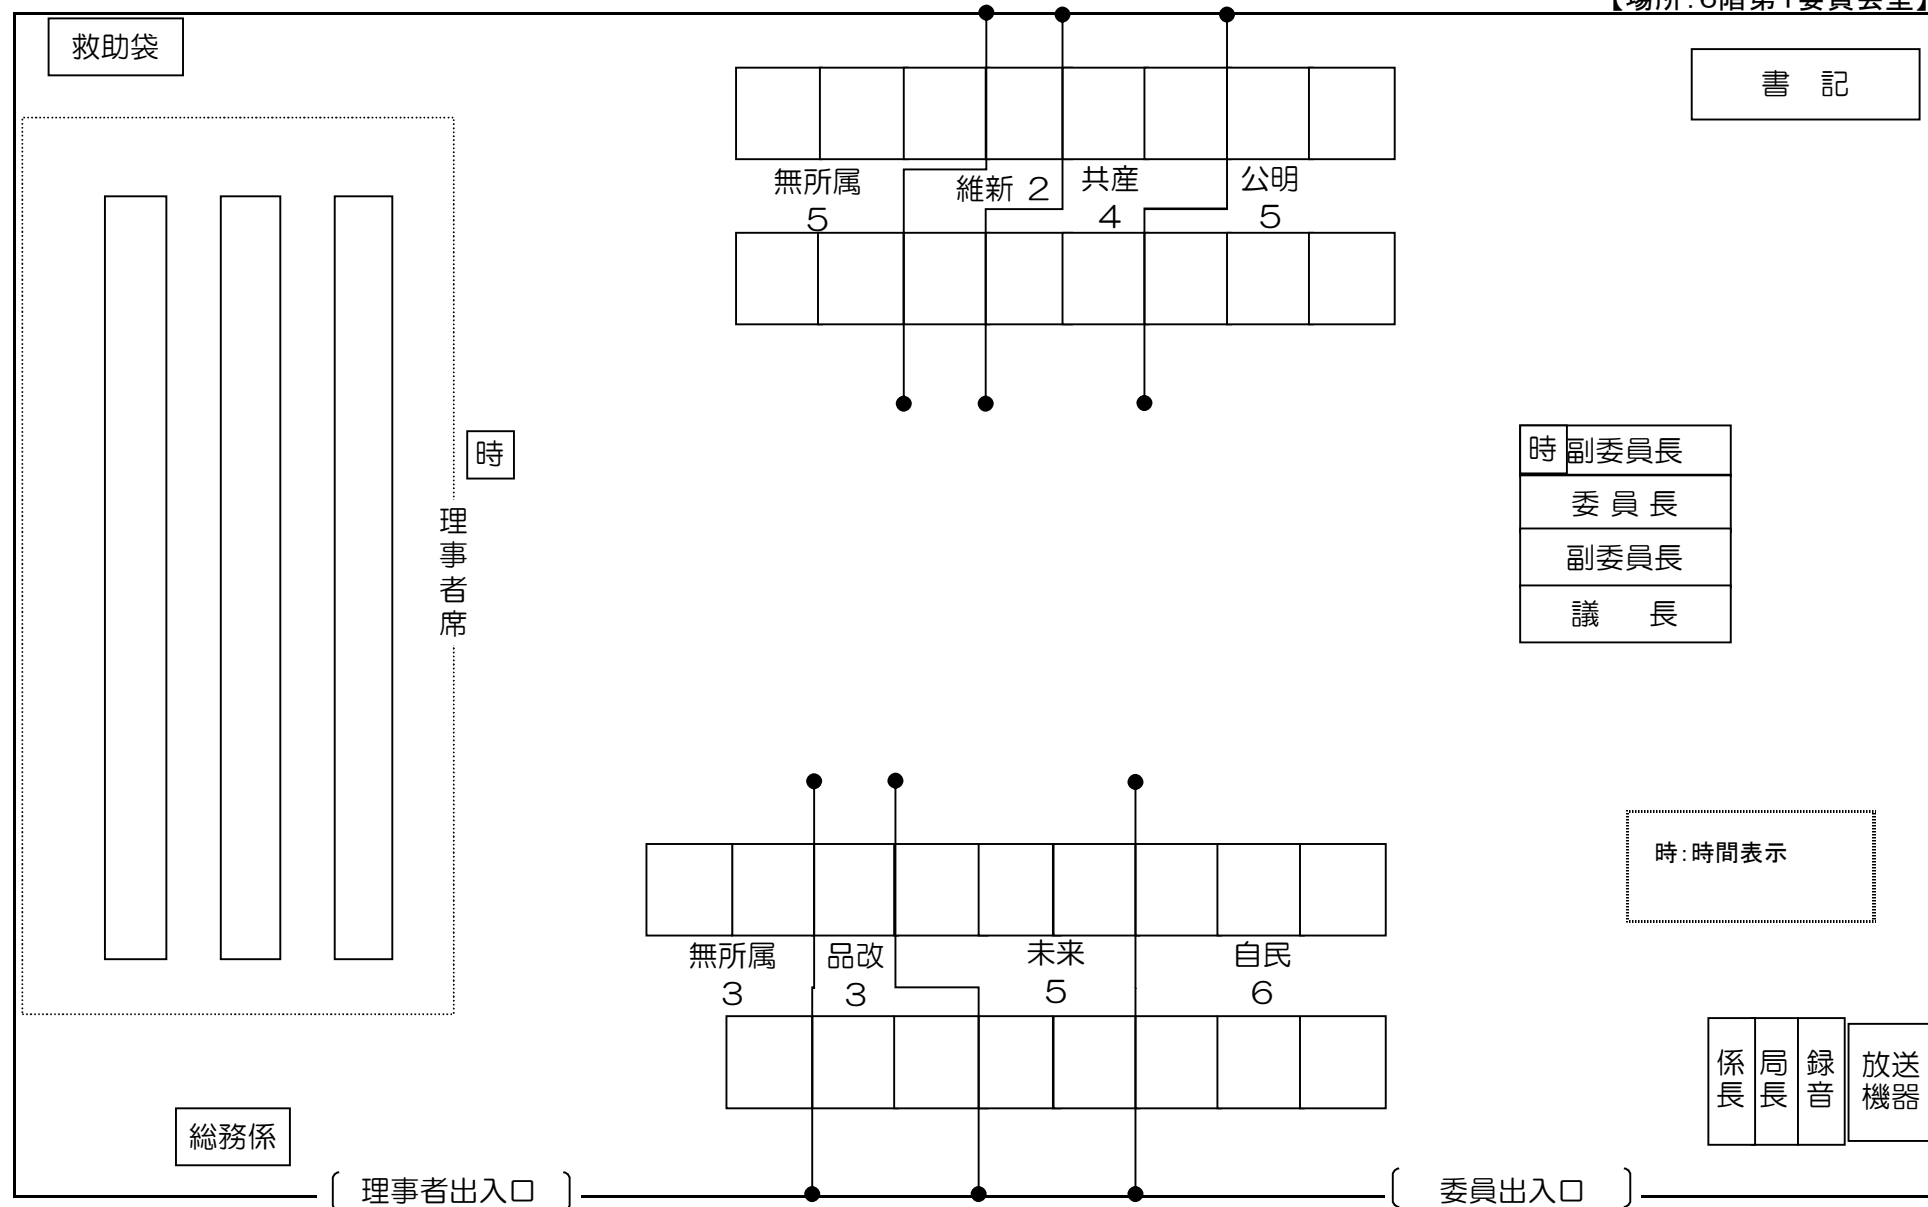 【場所:6階第1委員会室】
救助袋
書　記
無所属
5
維新 2
共産
4
公明
5
時
理事者席
時
副委員長
委 員 長
副委員長
議　長
時:時間表示
無所属
3
品改
3
未来
5
自民
6
係長
局長
録音
放送
機器
総務係
理事者出入口
委員出入口